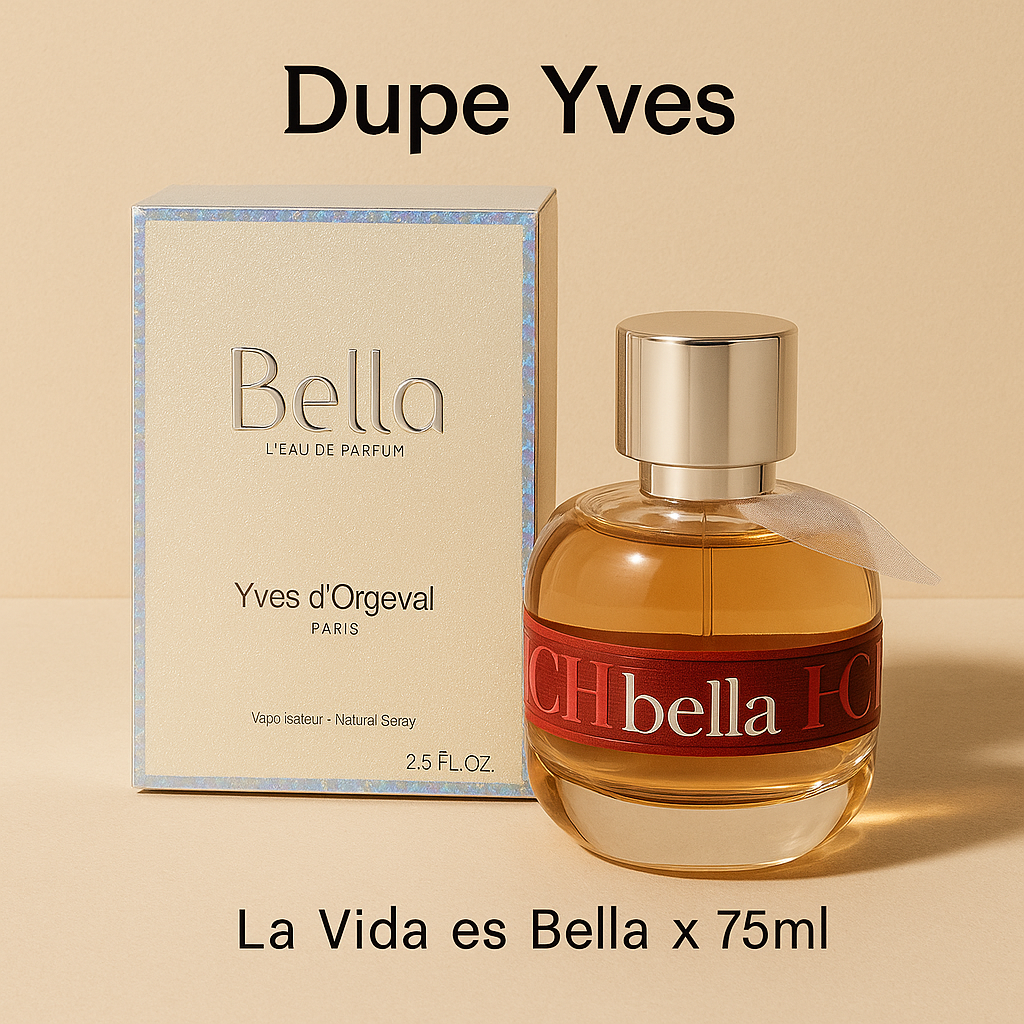 Dupe Yves
Bella
L'EAU DE PARFUM
Yves d'Orgeval
PARIS
Vapo isateur - Natural Seray
2.5 FL.OZ.
CH bella
La Vida es Bella x 75ml